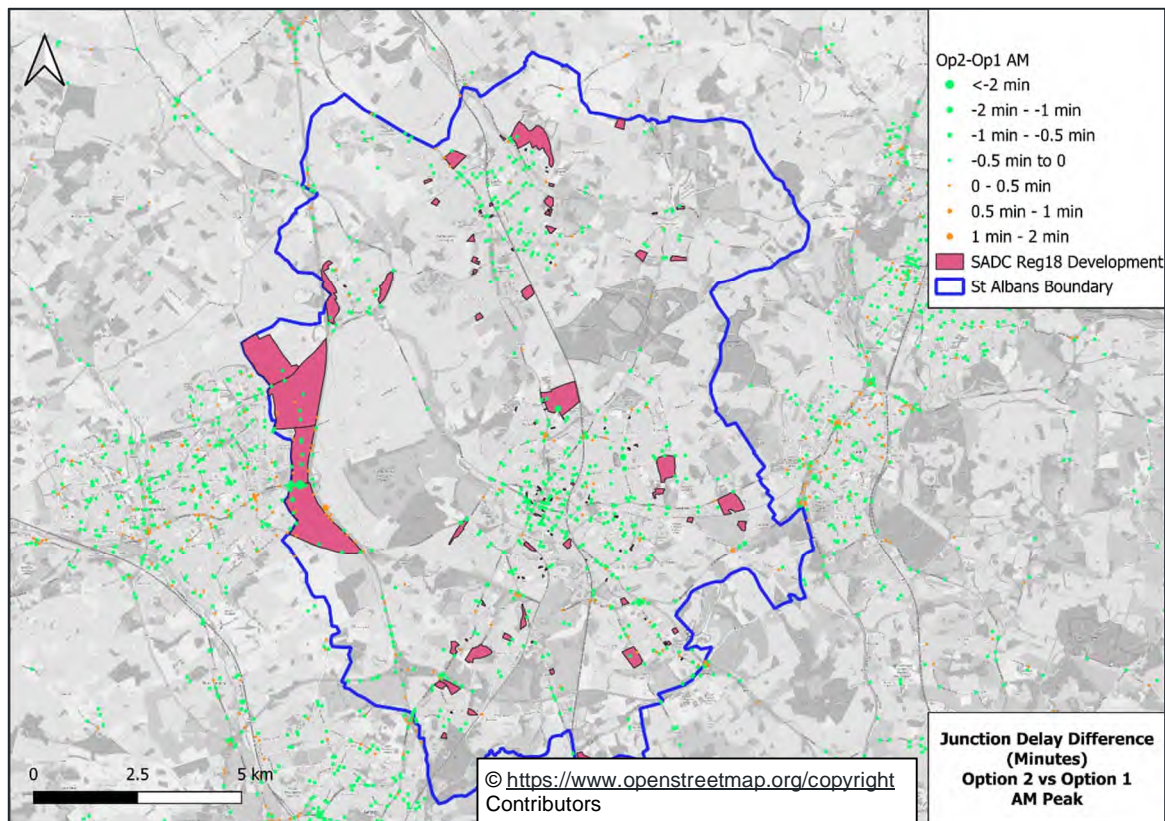 Op2-Op1 AM
<-2 min
-2 min - -1 min
-1 min - -0.5 min
-0.5 min to 0
0 - 0.5 min
0.5 min - 1 min
1 min - 2 min
SADC Reg18 Development
St Albans Boundary
0 2.5 5 km
© https://www.openstreetmap.org/copyright
Contributors
Junction Delay Difference
(Minutes)
Option 2 vs Option 1
AM Peak